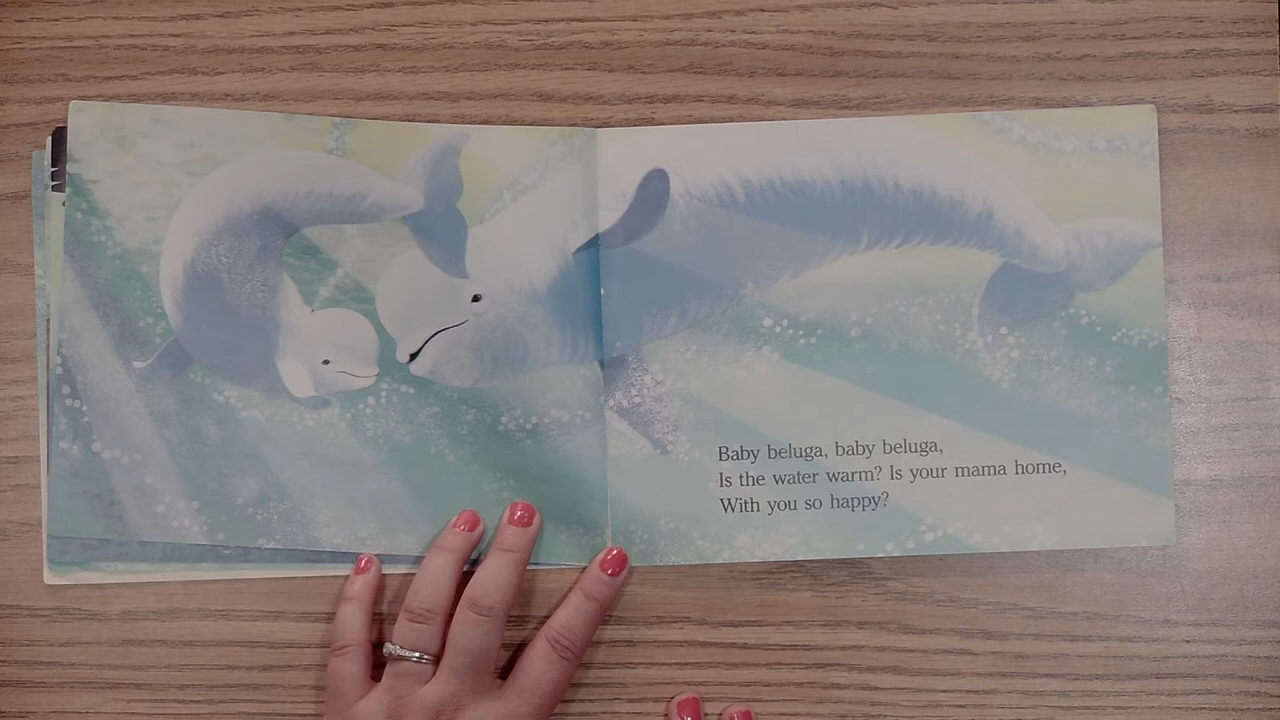 Baby beluga, baby beluga,
Is the water warm? Is your mama home,
With you so happy?